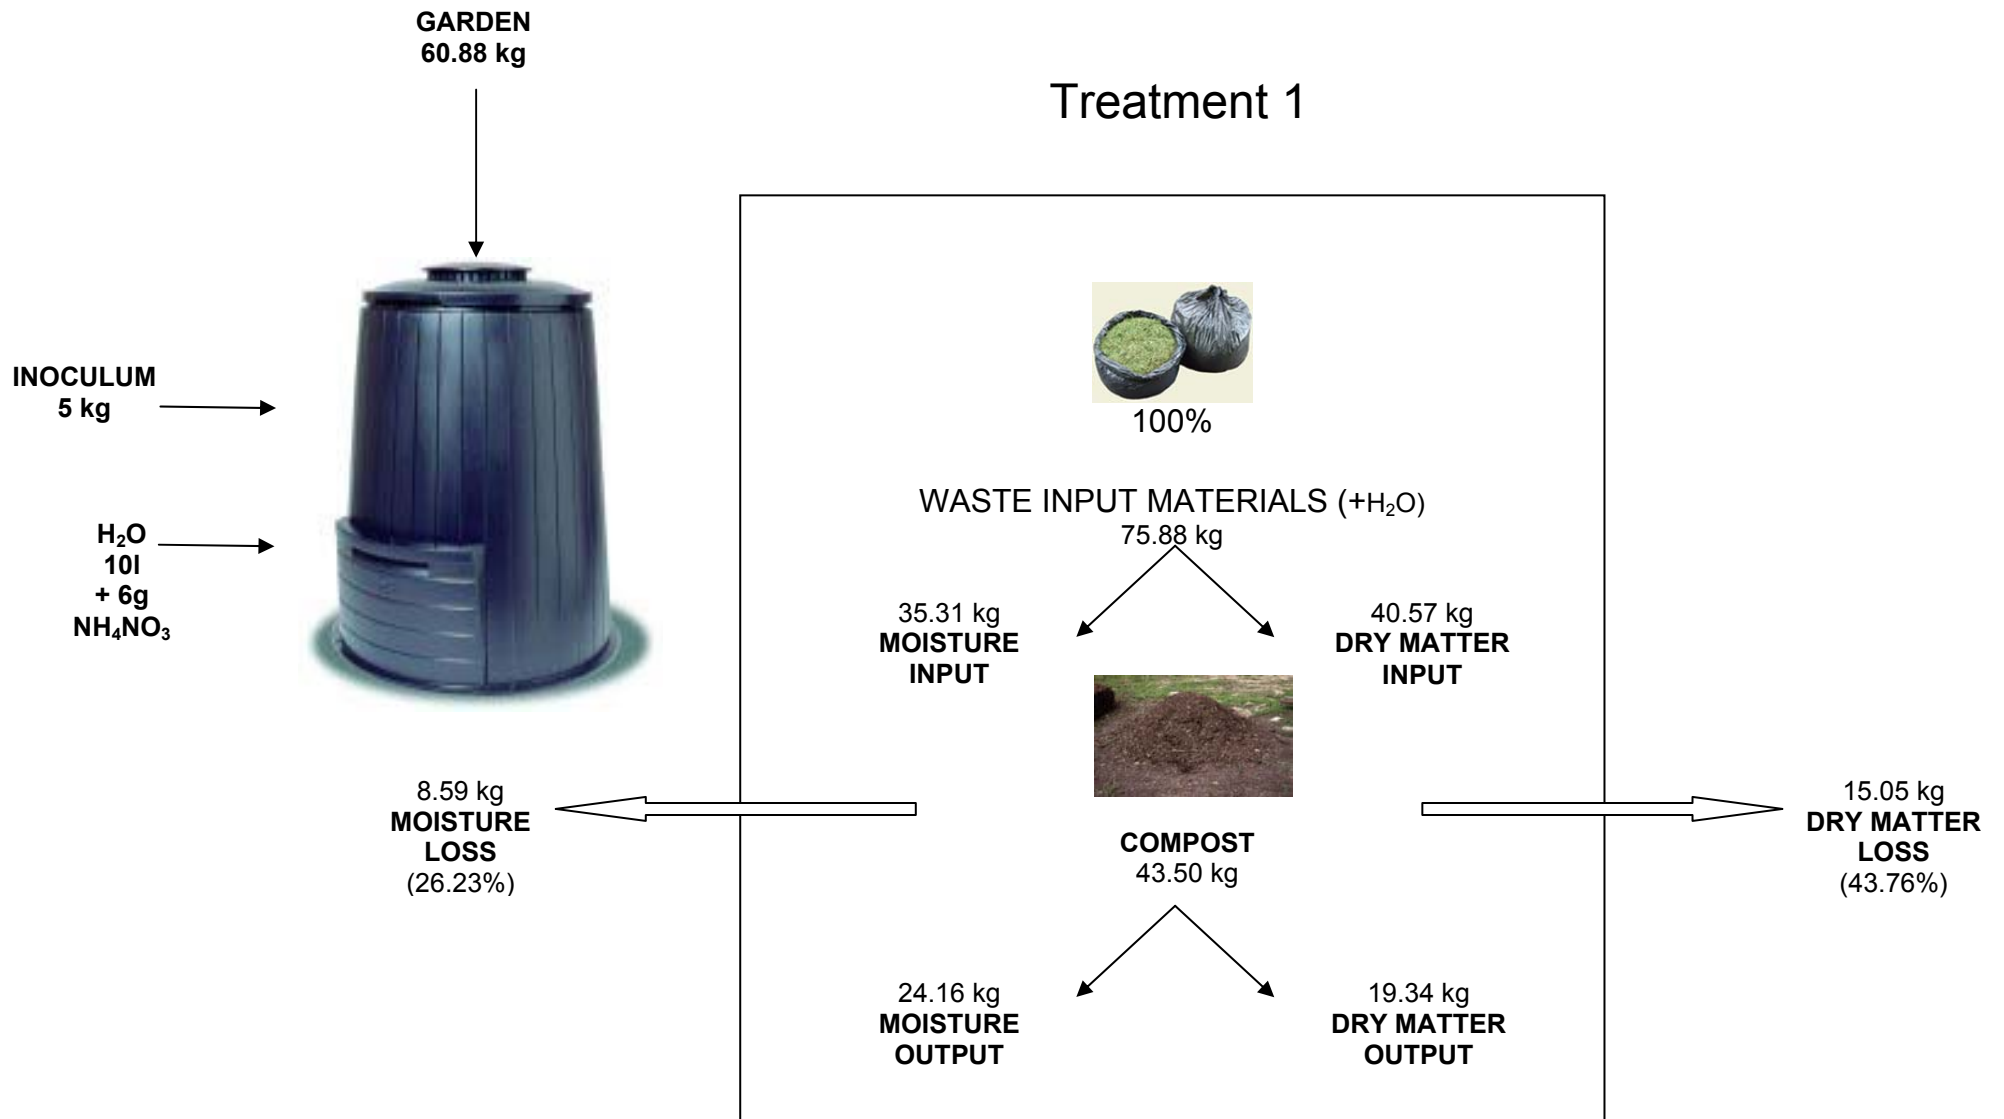 GARDEN
60.88 kg
Treatment 1
INOCULUM
5 kg
H₂O
10l
+ 6g
NH₄NO₃
100%
WASTE INPUT MATERIALS (+H₂O)
75.88 kg
35.31 kg
MOISTURE
INPUT
40.57 kg
DRY MATTER
INPUT
8.59 kg
MOISTURE
LOSS
(26.23%)
COMPOST
43.50 kg
15.05 kg
DRY MATTER
LOSS
(43.76%)
24.16 kg
MOISTURE
OUTPUT
19.34 kg
DRY MATTER
OUTPUT